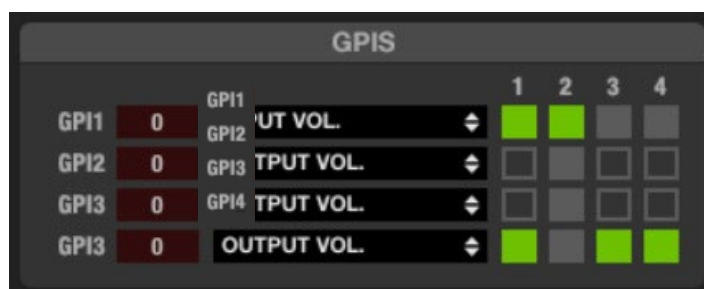 GPIS
1 2 3 4
GPI1 0 GPI1 UT VOL.
GPI2 0 GPI2 TPUT VOL.
GPI3 0 GPI3 TPUT VOL.
GPI3 0 GPI4 OUTPUT VOL.